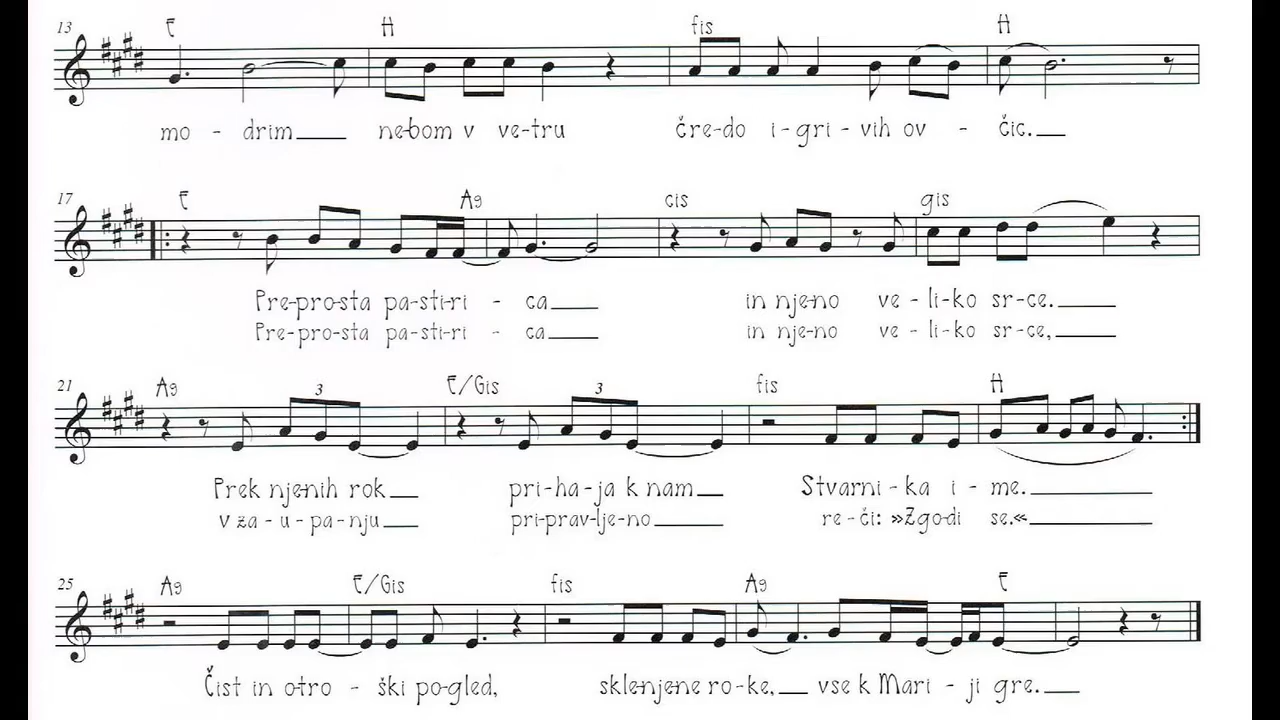 13 E H fis H
mo - drim nebom v ve-tru čre-do i-gri-vih ov - čic.
17 E A9 cis gis
Pre-pro-sta pa-sti-ri - ca in nje-no ve - li-ko sr-ce.
Pre-pro-sta pa-sti-ri - ca in nje-no ve - li-ko sr-ce,
21 A9 3 E/Gis 3 fis H
Prek njenih rok pri-ha-ja k nam Stvarni-ka i - me.
v za-u-pa-nju pri-prav-lje-no re-či: »Zgo-di se.«
25 A9 E/Gis fis A9 E
Čist in otro - ški po-gled, sklenjene ro-ke, vse k Mari - ji gre.